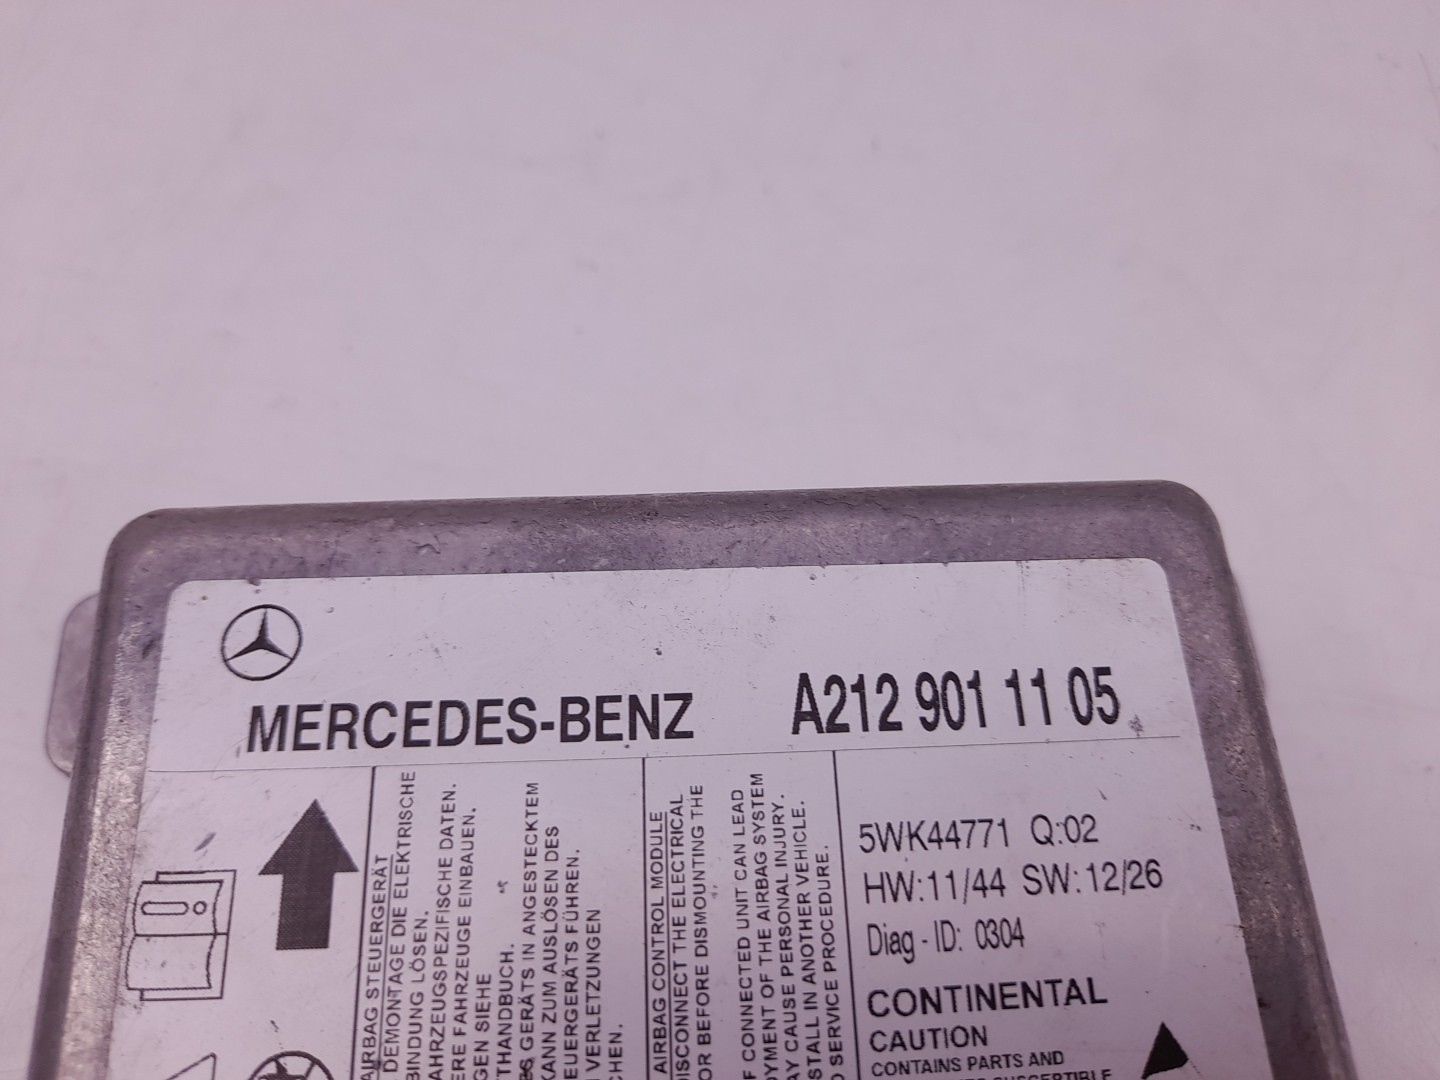 MERCEDES-BENZ
A212 901 11 05
AIRBAG STEUERGERÄT
DEMONTAGE DIE ELEKTRISCHE
BINDUNG LÖSEN.
AHRZEUGSPEZIFISCHE DATEN.
ERE FAHRZEUGE EINBAUEN.
GEN SIEHE
TTHANDBUCH.
ES GERÄTS IN ANGESTECKTEM
KANN ZUM AUSLÖSEN DES
EUERGERÄTS FÜHREN.
VERLETZUNGEN
CHEN.
AIRBAG CONTROL MODULE
DISCONNECT THE ELECTRICAL
OR BEFORE DISMOUNTING THE
F CONNECTED UNIT CAN LEAD
OYMENT OF THE AIRBAG SYSTEM
AY CAUSE PERSONAL INJURY.
STALL IN ANOTHER VEHICLE.
SERVICE PROCEDURE.
5WK44771 Q:02
HW:11/44 SW:12/26
Diag - ID: 0304
CONTINENTAL
CAUTION
CONTAINS PARTS AND
SUSCEPTIBLE